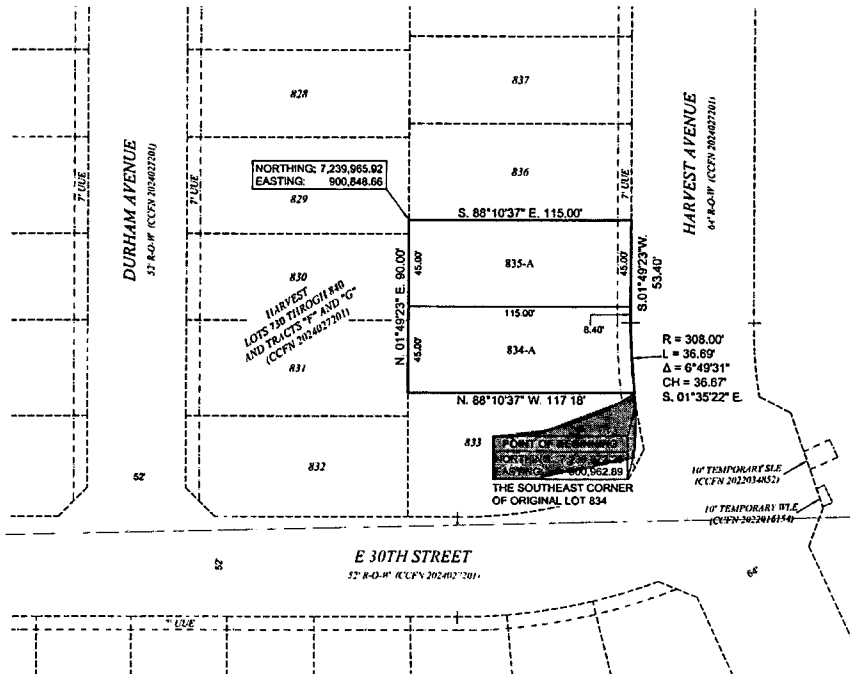 837
828
836
829
7' UUE
7' UUE
7' UUE
DURHAM AVENUE
52' R-O-W (CCFN 2024027201)
HARVEST AVENUE
64' R-O-W (CCFN 2024027201)
NORTHING: 7,239,965.92
EASTING: 900,848.66
S. 88°10'37" E. 115.00'
830
HARVEST
LOTS 730 THROGH 840
AND TRACTS "F" AND "G"
(CCFN 2024027201)
831
N. 01°49'23" E. 90.00'
45.00'
835-A
45.00'
S.01°49'23"W.
53.40'
115.00'
8.40'
45.00'
834-A
R = 308.00'
L = 36.69'
Δ = 6°49'31"
CH = 36.67'
S. 01°35'22" E.
N. 88°10'37" W. 117 18'
833
832
POINT OF BEGINNING
NORTHING:
EASTING:
THE SOUTHEAST CORNER
OF ORIGINAL LOT 834
10' TEMPORARY SLE
(CCFN 2022034852)
10' TEMPORARY WLE
(CCFN 2022016154)
52'
E 30TH STREET
52' R-O-W (CCFN 2024027201)
52'
64'
7' UUE